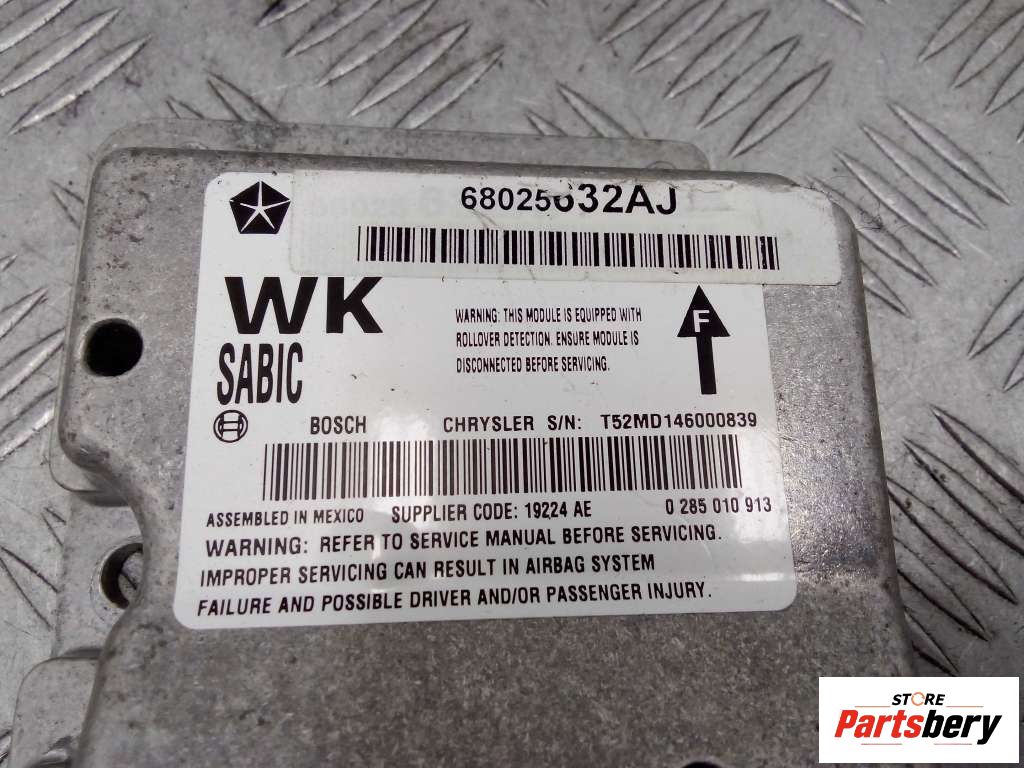 68025632AJ
WK
SABIC
WARNING: THIS MODULE IS EQUIPPED WITH
ROLLOVER DETECTION. ENSURE MODULE IS
DISCONNECTED BEFORE SERVICING.
F
BOSCH CHRYSLER S/N: T52MD146000839
ASSEMBLED IN MEXICO SUPPLIER CODE: 19224 AE 0 285 010 913
WARNING: REFER TO SERVICE MANUAL BEFORE SERVICING.
IMPROPER SERVICING CAN RESULT IN AIRBAG SYSTEM
FAILURE AND POSSIBLE DRIVER AND/OR PASSENGER INJURY.
STORE
Partsbery